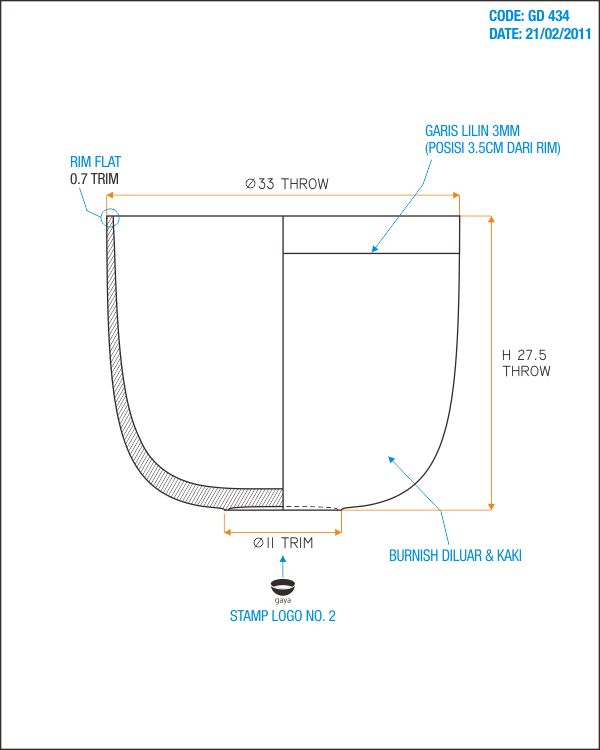 CODE: GD 434
DATE: 21/02/2011
GARIS LILIN 3MM
(POSISI 3.5CM DARI RIM)
RIM FLAT
0.7 TRIM
Ø33 THROW
H 27.5
THROW
Ø11 TRIM
BURNISH DILUAR & KAKI
gaya
STAMP LOGO NO. 2